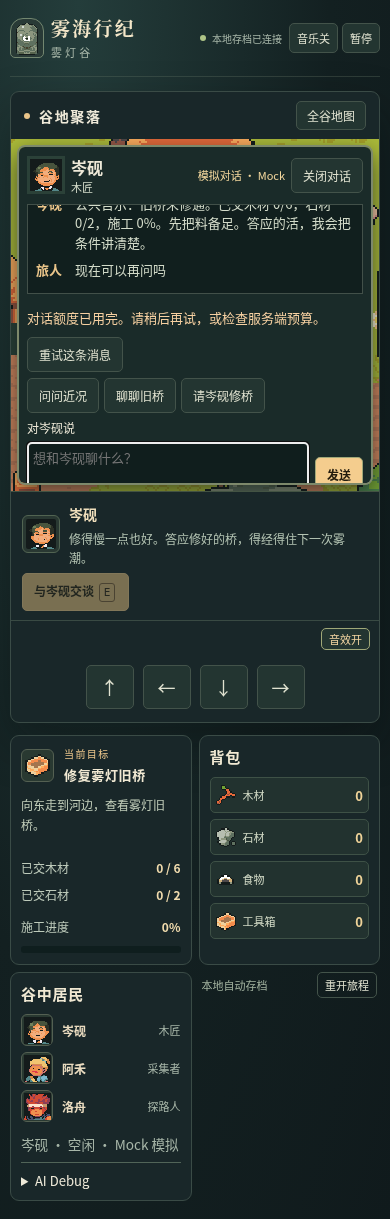 雾海行纪
雾灯谷
本地存档已连接
音乐关
暂停
谷地聚落
全谷地图
岑砚
木匠
模拟对话 · Mock
关闭对话
0/2，施工 0%。先把料备足。答应的活，我会把
条件讲清楚。
旅人 现在可以再问吗
对话额度已用完。请稍后再试，或检查服务端预算。
重试这条消息
问问近况
聊聊旧桥
请岑砚修桥
对岑砚说
想和岑砚聊什么？
发送
岑砚
修得慢一点也好。答应修好的桥，得经得住下一次雾
潮。
与岑砚交谈 E
音效开
↑ ← ↓ →
当前目标
修复雾灯旧桥
向东走到河边，查看雾灯旧
桥。
已交木材 0 / 6
已交石材 0 / 2
施工进度 0%
背包
木材 0
石材 0
食物 0
工具箱 0
谷中居民
岑砚 木匠
阿禾 采集者
洛舟 探路人
岑砚 · 空闲 · Mock 模拟
▶ AI Debug
本地自动存档
重开旅程